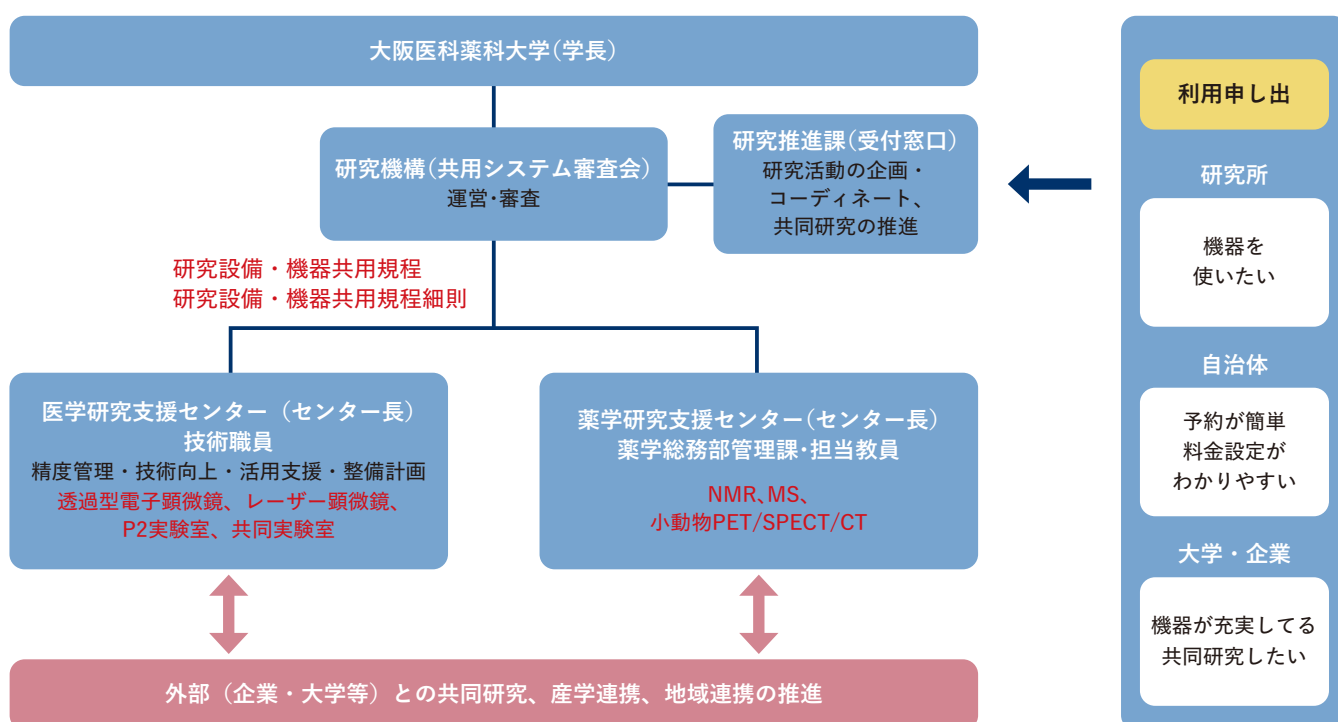 大阪医科薬科大学(学長)
研究機構(共用システム審査会)
運営・審査
研究推進課(受付窓口)
研究活動の企画・
コーディネート、
共同研究の推進
研究設備・機器共用規程
研究設備・機器共用規程細則
医学研究支援センター（センター長）
技術職員
精度管理・技術向上・活用支援・整備計画
透過型電子顕微鏡、レーザー顕微鏡、
P2実験室、共同実験室
薬学研究支援センター(センター長)
薬学総務部管理課・担当教員
NMR、MS、
小動物PET/SPECT/CT
外部（企業・大学等）との共同研究、産学連携、地域連携の推進
利用申し出
研究所
機器を
使いたい
自治体
予約が簡単
料金設定が
わかりやすい
大学・企業
機器が充実してる
共同研究したい